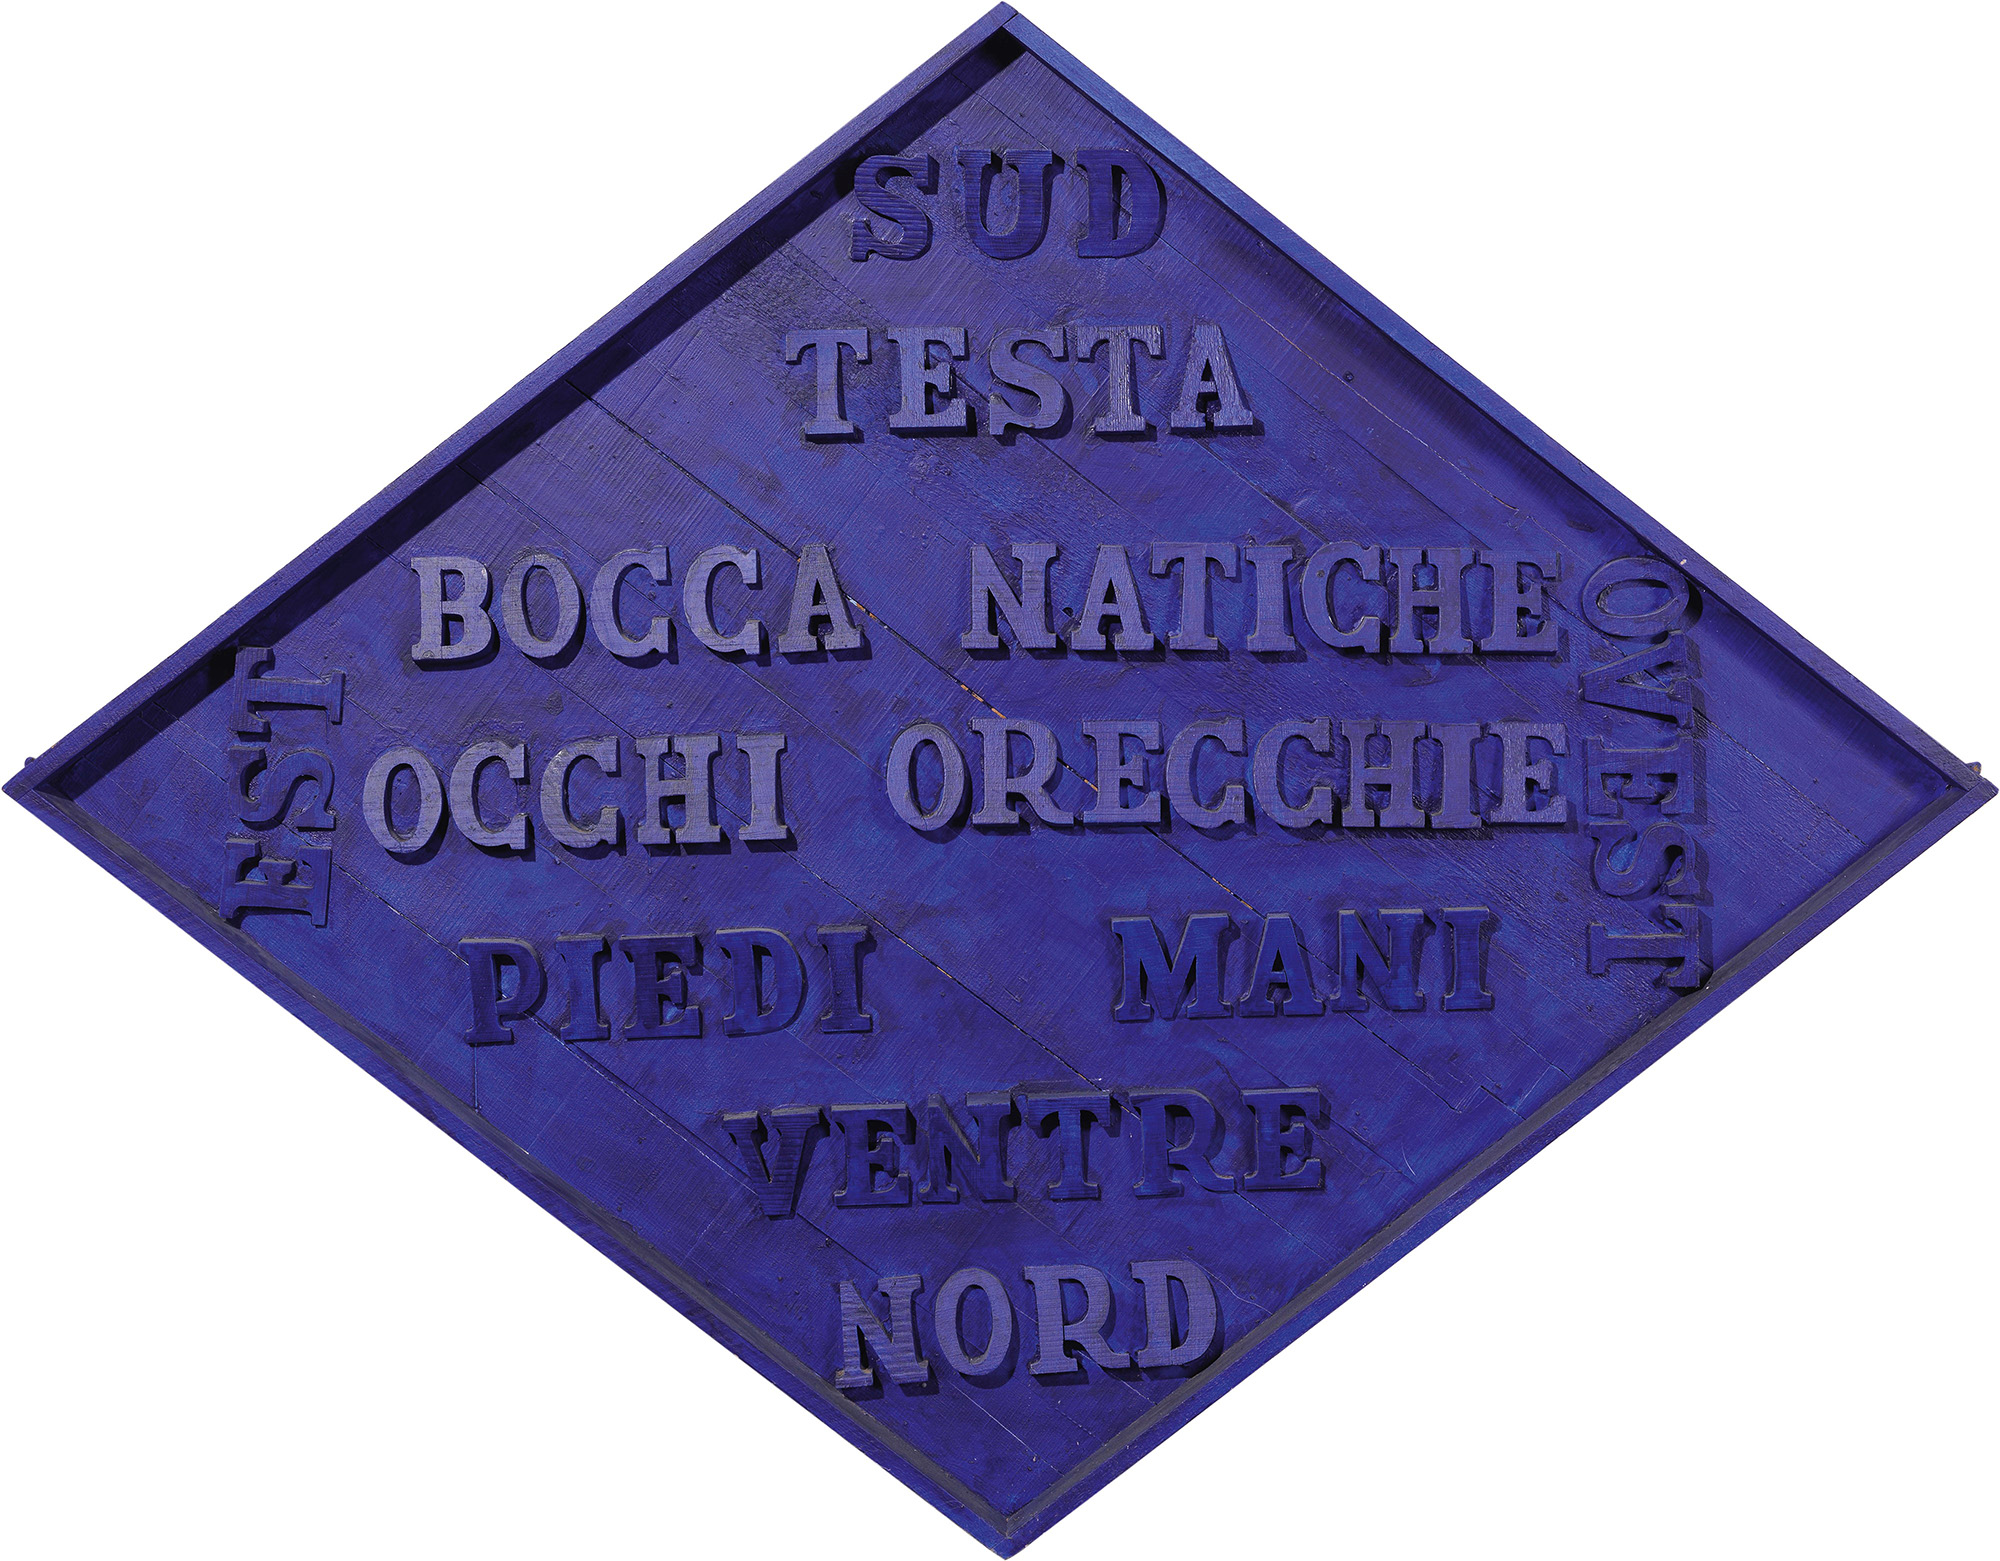 SUD
TESTA
BOCCA NATICHE
EST
OVEST
OCCHI ORECCHIE
PIEDI MANI
VENTRE
NORD